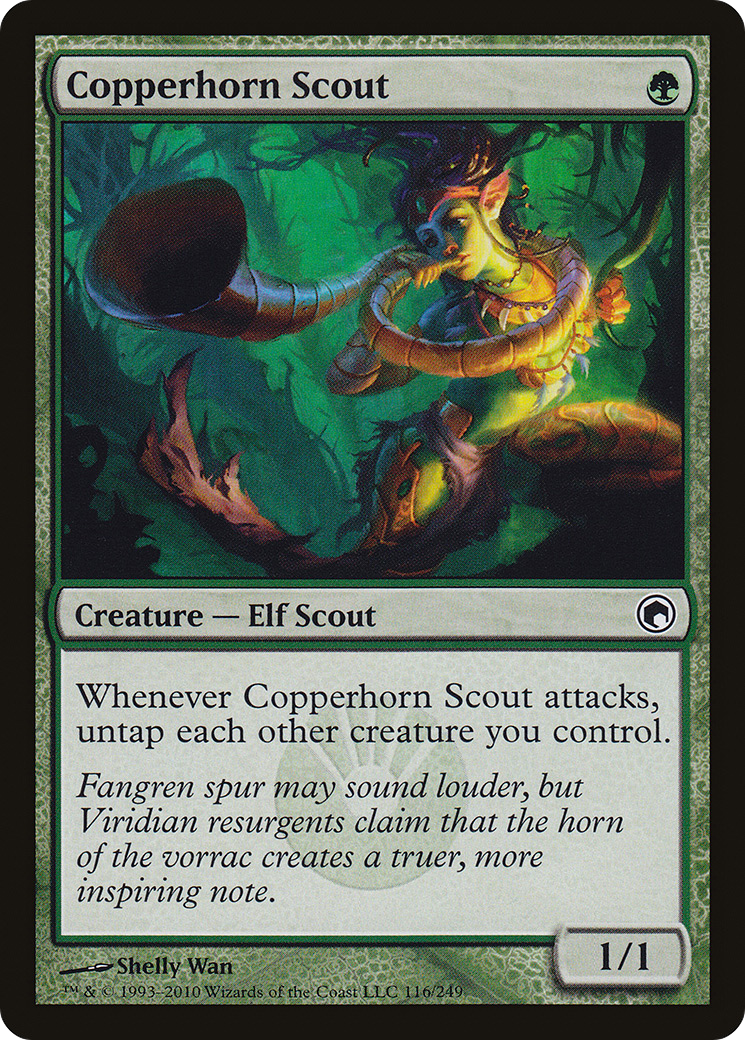 Copperhorn Scout
Creature — Elf Scout
Whenever Copperhorn Scout attacks,
untap each other creature you control.
Fangren spur may sound louder, but
Viridian resurgents claim that the horn
of the vorrac creates a truer, more
inspiring note.
1/1
Shelly Wan
™ & © 1993–2010 Wizards of the Coast LLC 116/249